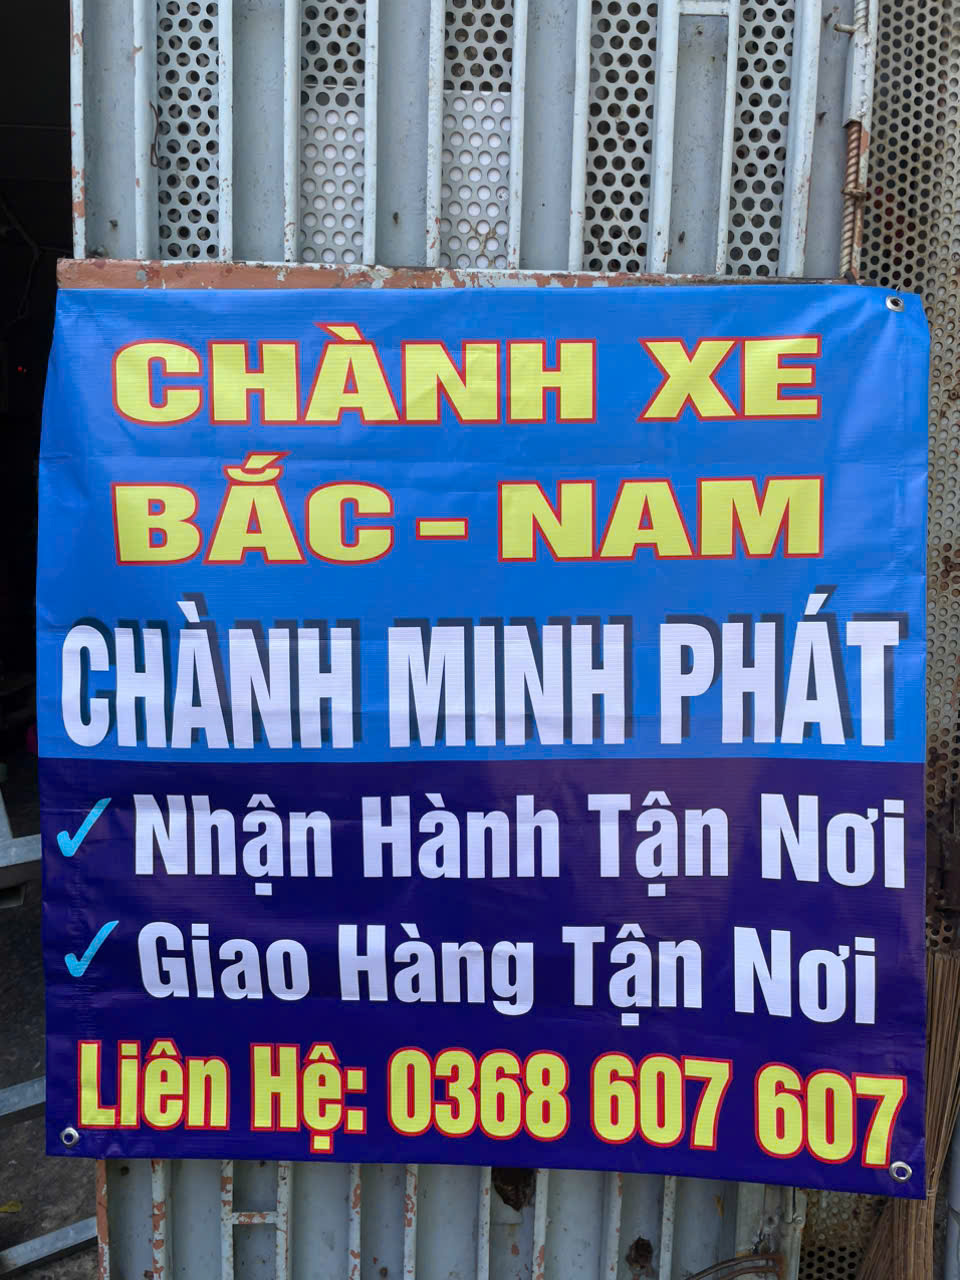 CHÀNH XE
BẮC - NAM
CHÀNH MINH PHÁT
✓ Nhận Hành Tận Nơi
✓ Giao Hàng Tận Nơi
Liên Hệ: 0368 607 607